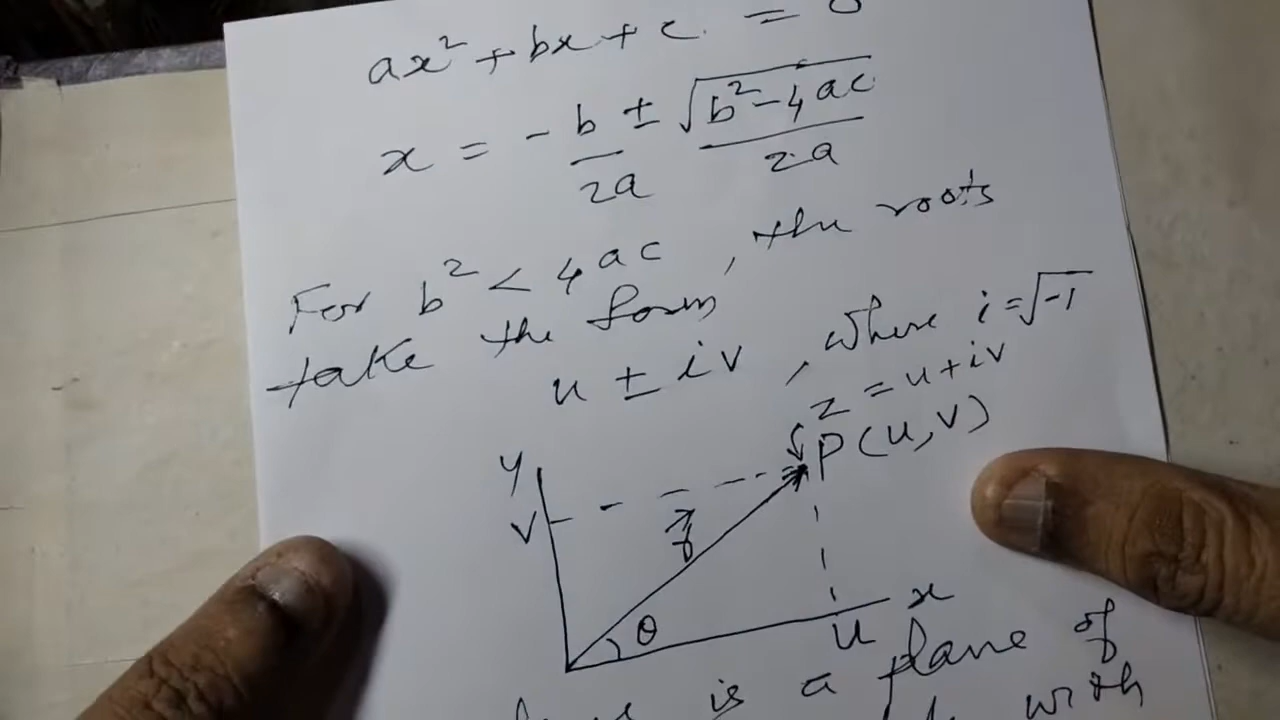 ax² + bx + c = 0
x = -b/2a ± √(b² - 4ac)/2a
For b² < 4ac, the roots
take the form
u ± iv, where i = √-1
z = u + iv
P(u, v)
y
v
θ
u
x
is a plane of
with